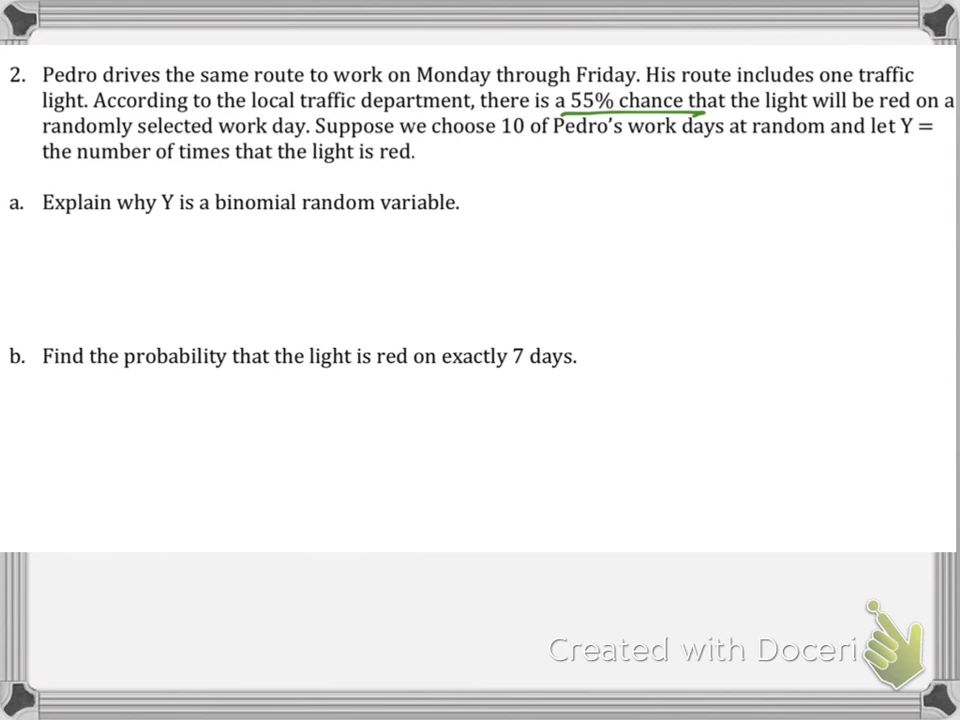 2. Pedro drives the same route to work on Monday through Friday. His route includes one traffic
light. According to the local traffic department, there is a 55% chance that the light will be red on a
randomly selected work day. Suppose we choose 10 of Pedro's work days at random and let Y =
the number of times that the light is red.
a. Explain why Y is a binomial random variable.
b. Find the probability that the light is red on exactly 7 days.
Created with Doceri